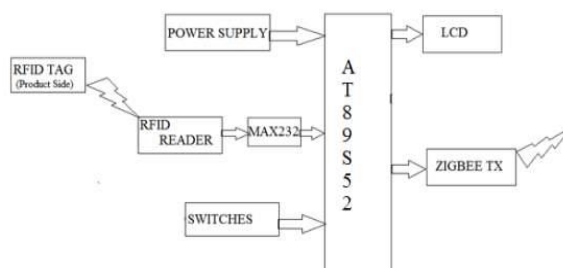 POWER SUPPLY
LCD
RFID TAG
(Product Side)
RFID
READER
MAX232
A
T
8
9
S
5
2
ZIGBEE TX
SWITCHES